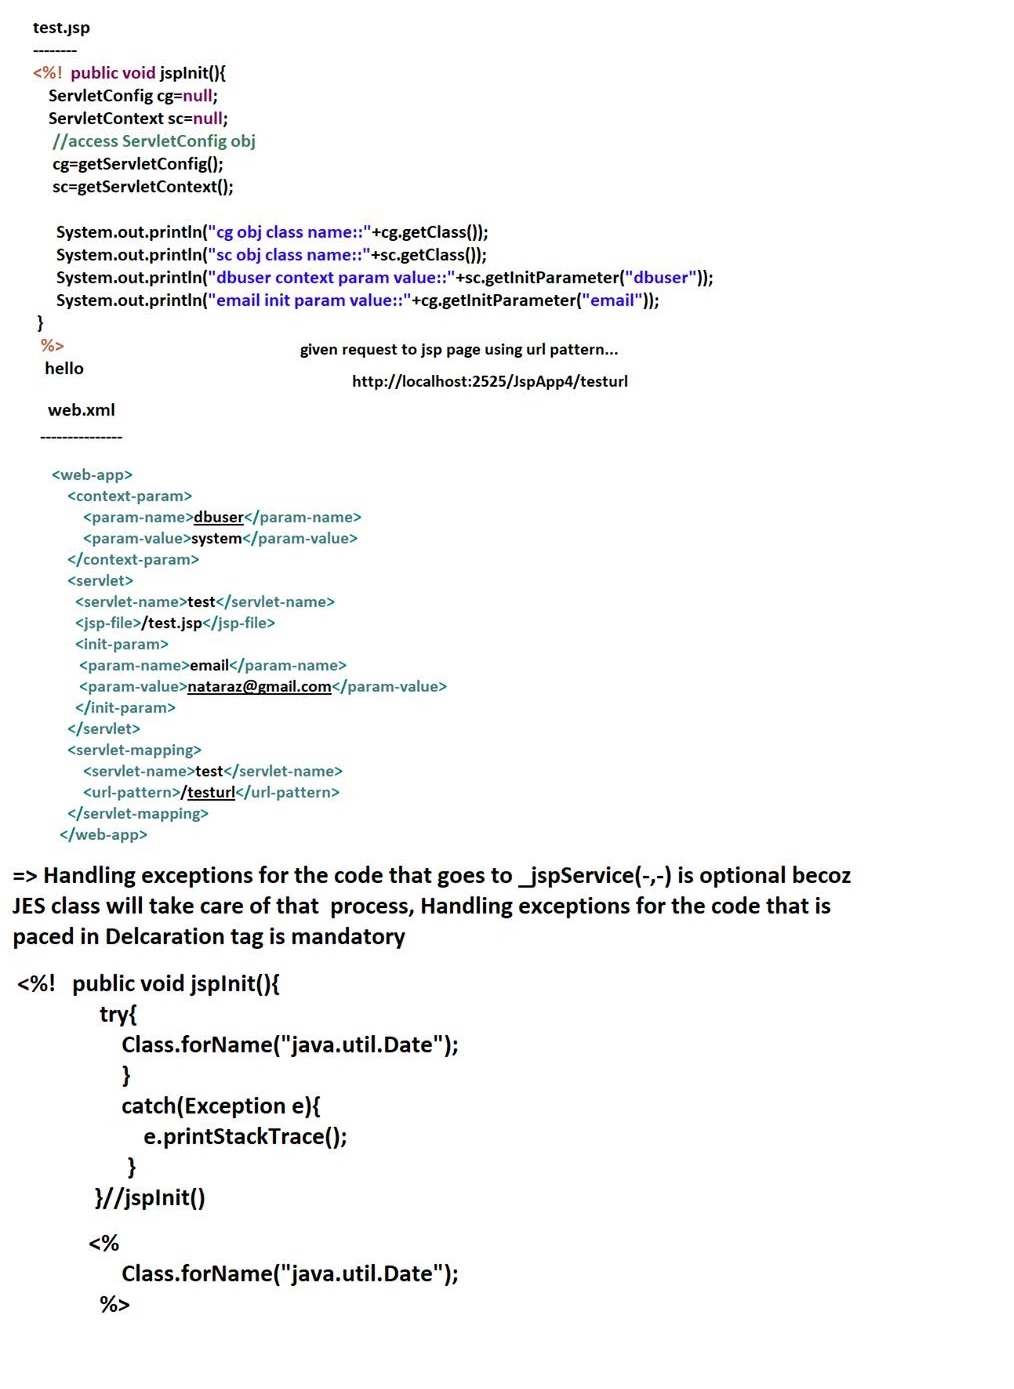 test.jsp
--------
<%! public void jspInit(){
ServletConfig cg=null;
ServletContext sc=null;
//access ServletConfig obj
cg=getServletConfig();
sc=getServletContext();
System.out.println("cg obj class name::"+cg.getClass());
System.out.println("sc obj class name::"+sc.getClass());
System.out.println("dbuser context param value::"+sc.getInitParameter("dbuser"));
System.out.println("email init param value::"+cg.getInitParameter("email"));
}
%>
given request to jsp page using url pattern...
hello
http://localhost:2525/JspApp4/testurl
web.xml
---------------
<web-app>
<context-param>
<param-name>dbuser</param-name>
<param-value>system</param-value>
</context-param>
<servlet>
<servlet-name>test</servlet-name>
<jsp-file>/test.jsp</jsp-file>
<init-param>
<param-name>email</param-name>
<param-value>nataraz@gmail.com</param-value>
</init-param>
</servlet>
<servlet-mapping>
<servlet-name>test</servlet-name>
<url-pattern>/testurl</url-pattern>
</servlet-mapping>
</web-app>
=> Handling exceptions for the code that goes to _jspService(-,-) is optional becoz
JES class will take care of that process, Handling exceptions for the code that is
paced in Delcaration tag is mandatory
<%! public void jspInit(){
try{
Class.forName("java.util.Date");
}
catch(Exception e){
e.printStackTrace();
}
}//jspInit()
<%
Class.forName("java.util.Date");
%>